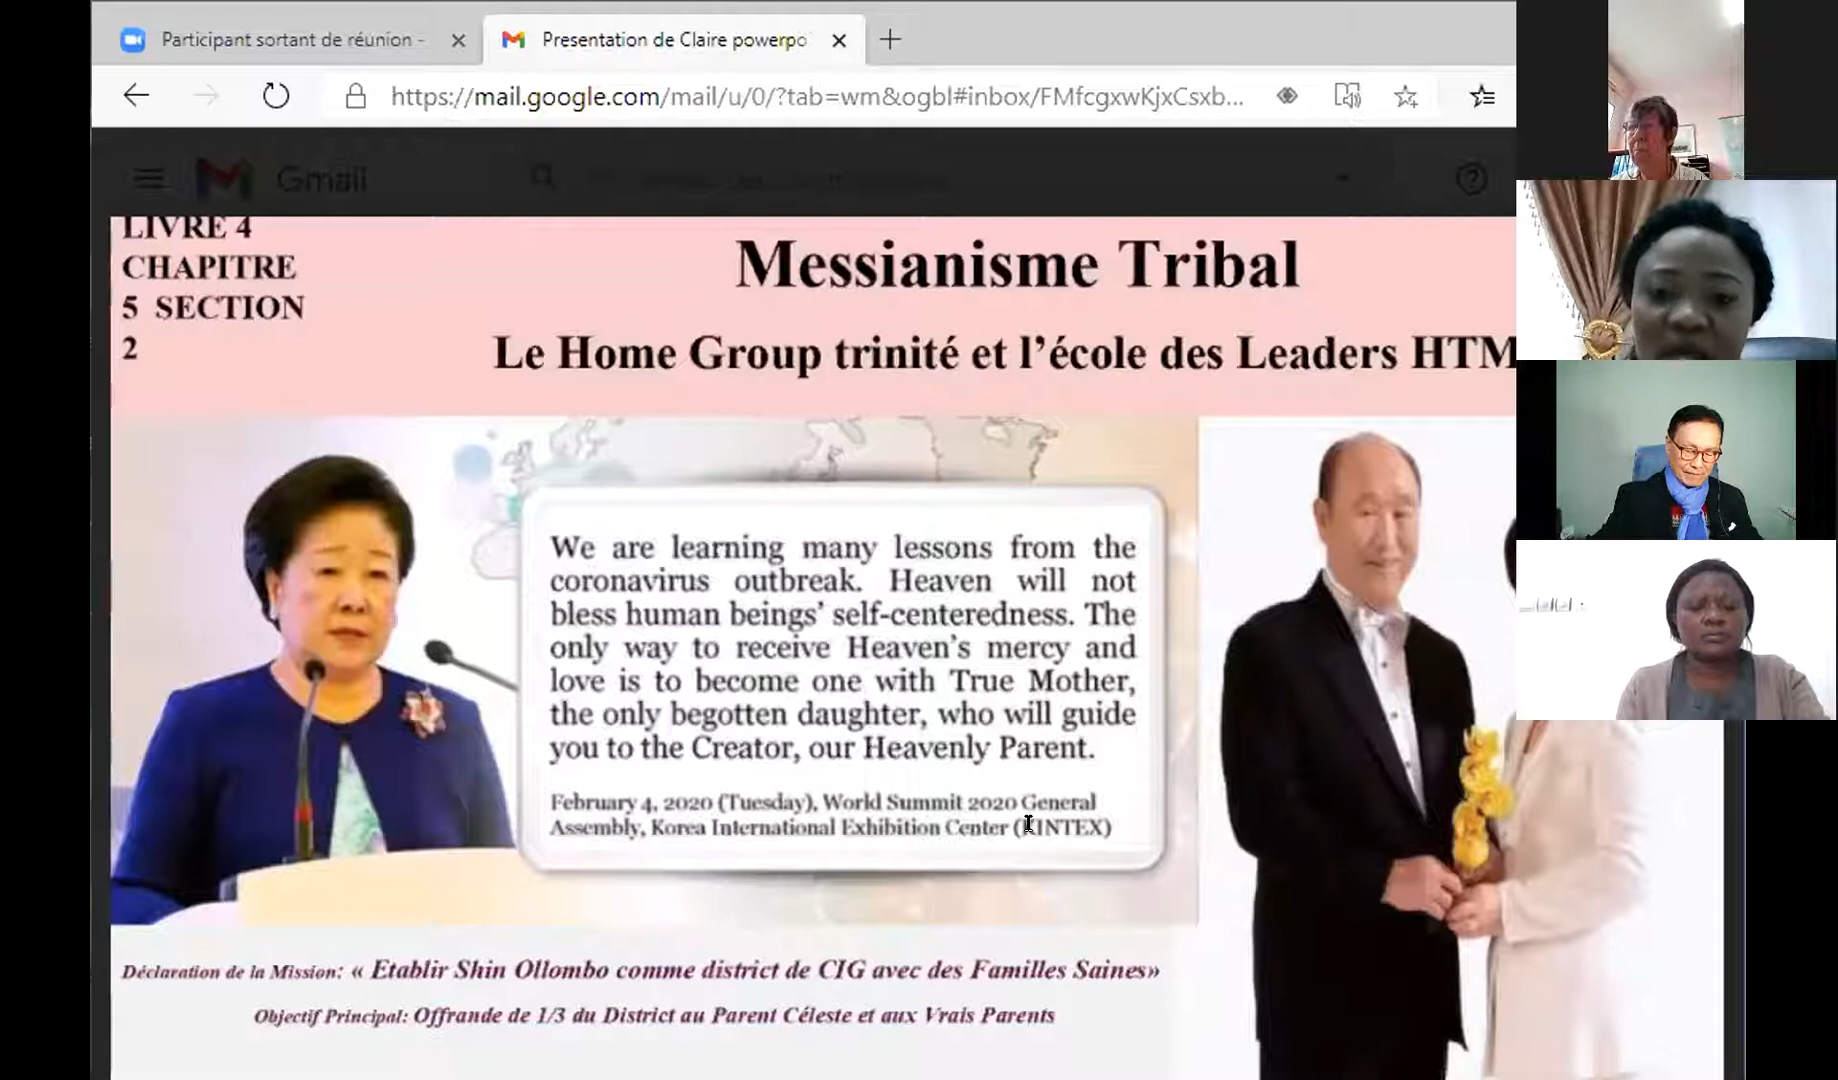 Participant sortant de réunion -
Presentation de Claire powerpo
https://mail.google.com/mail/u/0/?tab=wm&ogbl#inbox/FMfcgxwKjxCsxb...
Gmail
LIVRE 4
CHAPITRE
5 SECTION
2
Messianisme Tribal
Le Home Group trinité et l'école des Leaders HTM
We are learning many lessons from the
coronavirus outbreak. Heaven will not
bless human beings' self-centeredness. The
only way to receive Heaven's mercy and
love is to become one with True Mother,
the only begotten daughter, who will guide
you to the Creator, our Heavenly Parent.
February 4, 2020 (Tuesday), World Summit 2020 General
Assembly, Korea International Exhibition Center (KINTEX)
Déclaration de la Mission: « Etablir Shin Ollombo comme district de CIG avec des Familles Saines»
Objectif Principal: Offrande de 1/3 du District au Parent Céleste et aux Vrais Parents